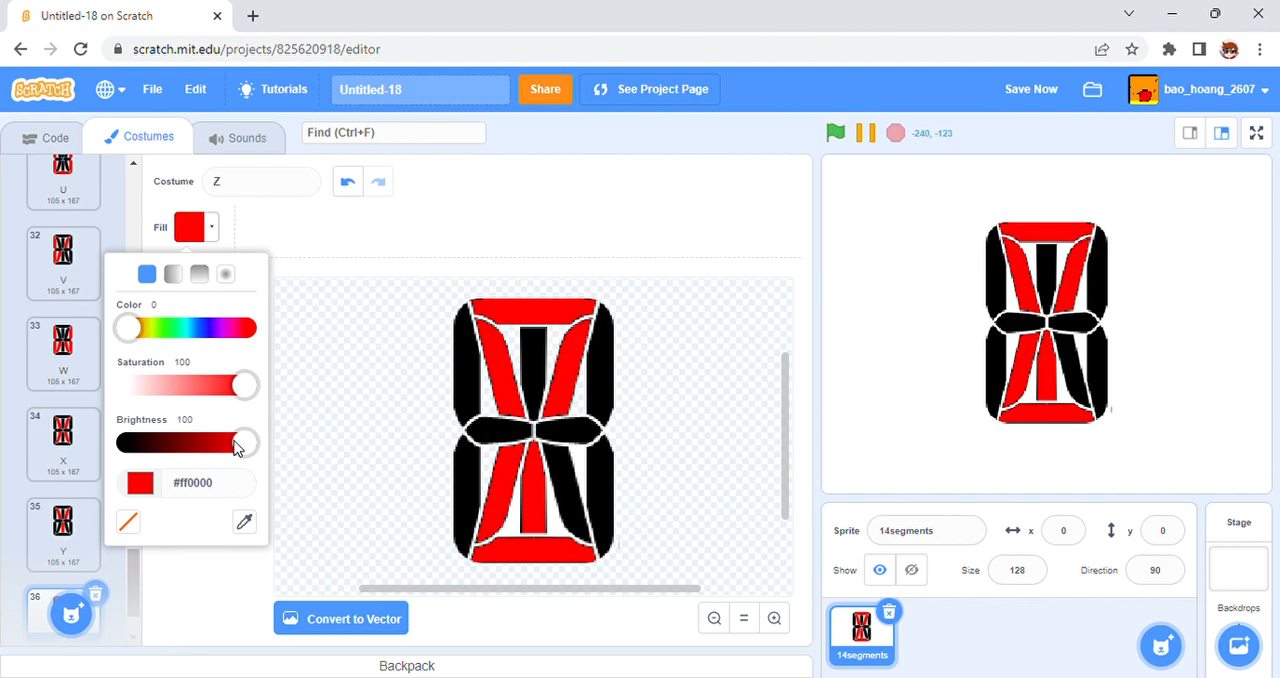 Untitled-18 on Scratch
scratch.mit.edu/projects/825620918/editor
SCRATCH File Edit Tutorials Untitled-18 Share See Project Page Save Now bao_hoang_2607
Code Costumes Sounds Find (Ctrl+F) -240, -123
U
105 x 167
32
V
105 x 167
33
W
105 x 167
34
X
105 x 167
35
Y
105 x 167
36
Costume Z
Fill
Color 0
Saturation 100
Brightness 100
#ff0000
Convert to Vector
Backpack
Sprite 14segments x 0 y 0
Show Size 128 Direction 90
14segments
Stage
Backdrops